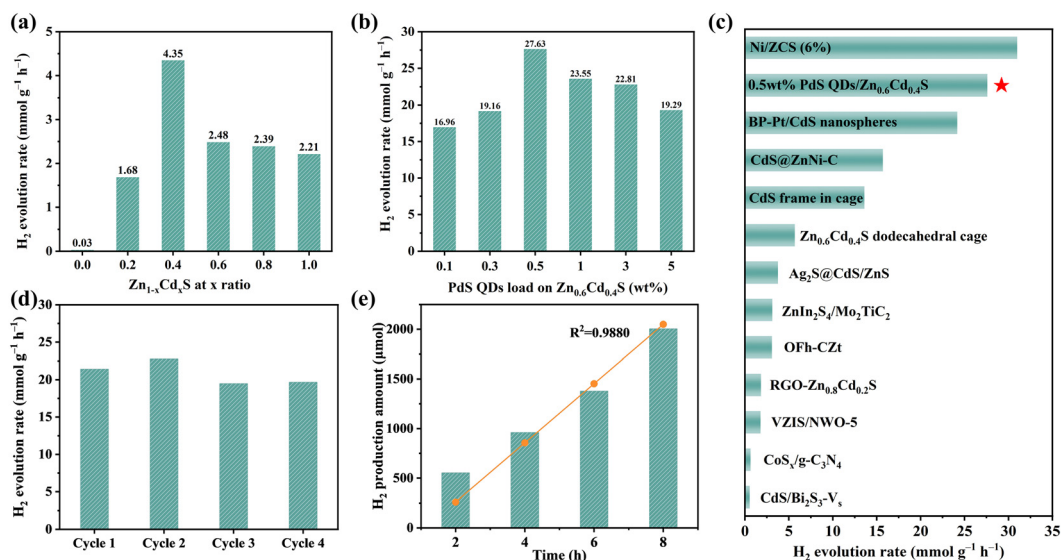 (a)
H₂ evolution rate (mmol g⁻¹ h⁻¹)
5
4
3
2
1
0
0.03
1.68
4.35
2.48
2.39
2.21
0.0 0.2 0.4 0.6 0.8 1.0
Zn₁₋ₓCdₓS at x ratio
(b)
H₂ evolution rate (mmol g⁻¹ h⁻¹)
30
25
20
15
10
5
0
16.96
19.16
27.63
23.55
22.81
19.29
0.1 0.3 0.5 1 3 5
PdS QDs load on Zn₀.₆Cd₀.₄S (wt%)
(c)
Ni/ZCS (6%)
0.5wt% PdS QDs/Zn₀.₆Cd₀.₄S
BP-Pt/CdS nanospheres
CdS@ZnNi-C
CdS frame in cage
Zn₀.₆Cd₀.₄S dodecahedral cage
Ag₂S@CdS/ZnS
ZnIn₂S₄/Mo₂TiC₂
OFh-CZt
RGO-Zn₀.₈Cd₀.₂S
VZIS/NWO-5
CoSₓ/g-C₃N₄
CdS/Bi₂S₃-Vₛ
0 5 10 15 20 25 30 35
H₂ evolution rate (mmol g⁻¹ h⁻¹)
(d)
H₂ evolution rate (mmol g⁻¹ h⁻¹)
30
25
20
15
10
5
0
Cycle 1 Cycle 2 Cycle 3 Cycle 4
(e)
H₂ production amount (μmol)
2000
1500
1000
500
0
R²=0.9880
2 4 6 8
Time (h)